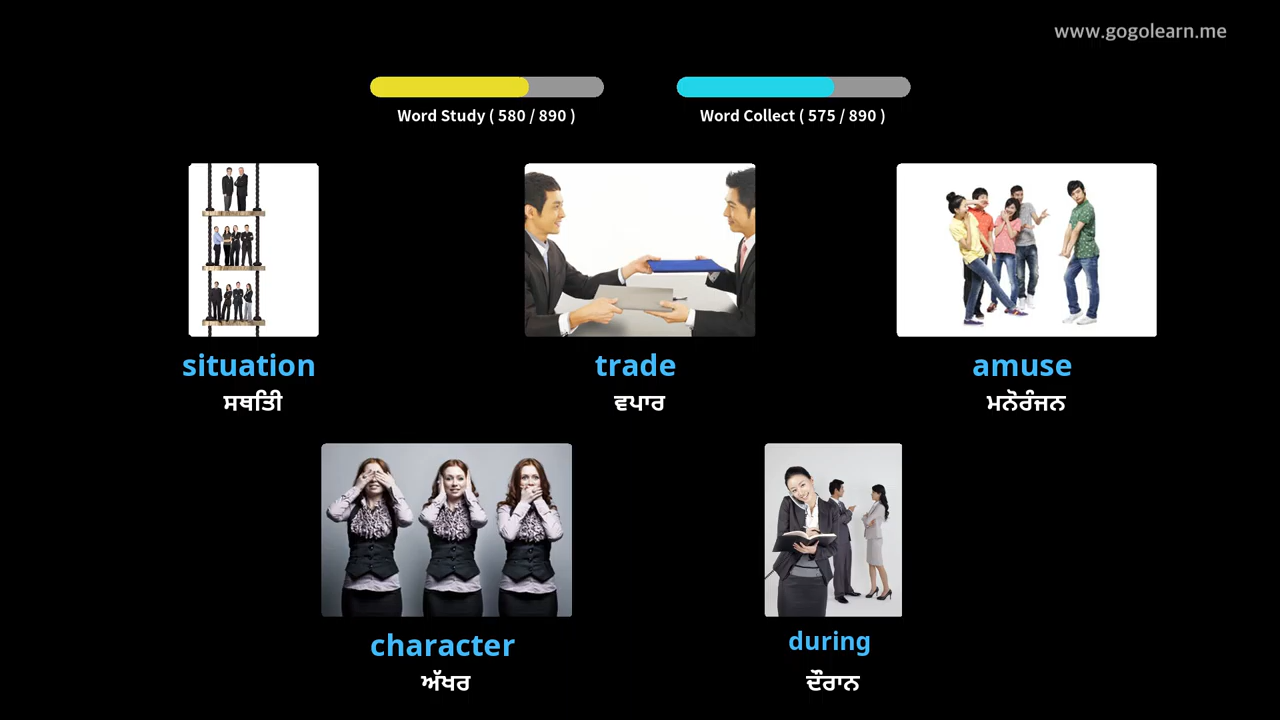 www.gogolearn.me
Word Study ( 580 / 890 )
Word Collect ( 575 / 890 )
situation
ਸਥਿਤੀ
trade
ਵਪਾਰ
amuse
ਮਨੋਰੰਜਨ
character
ਅੱਖਰ
during
ਦੌਰਾਨ